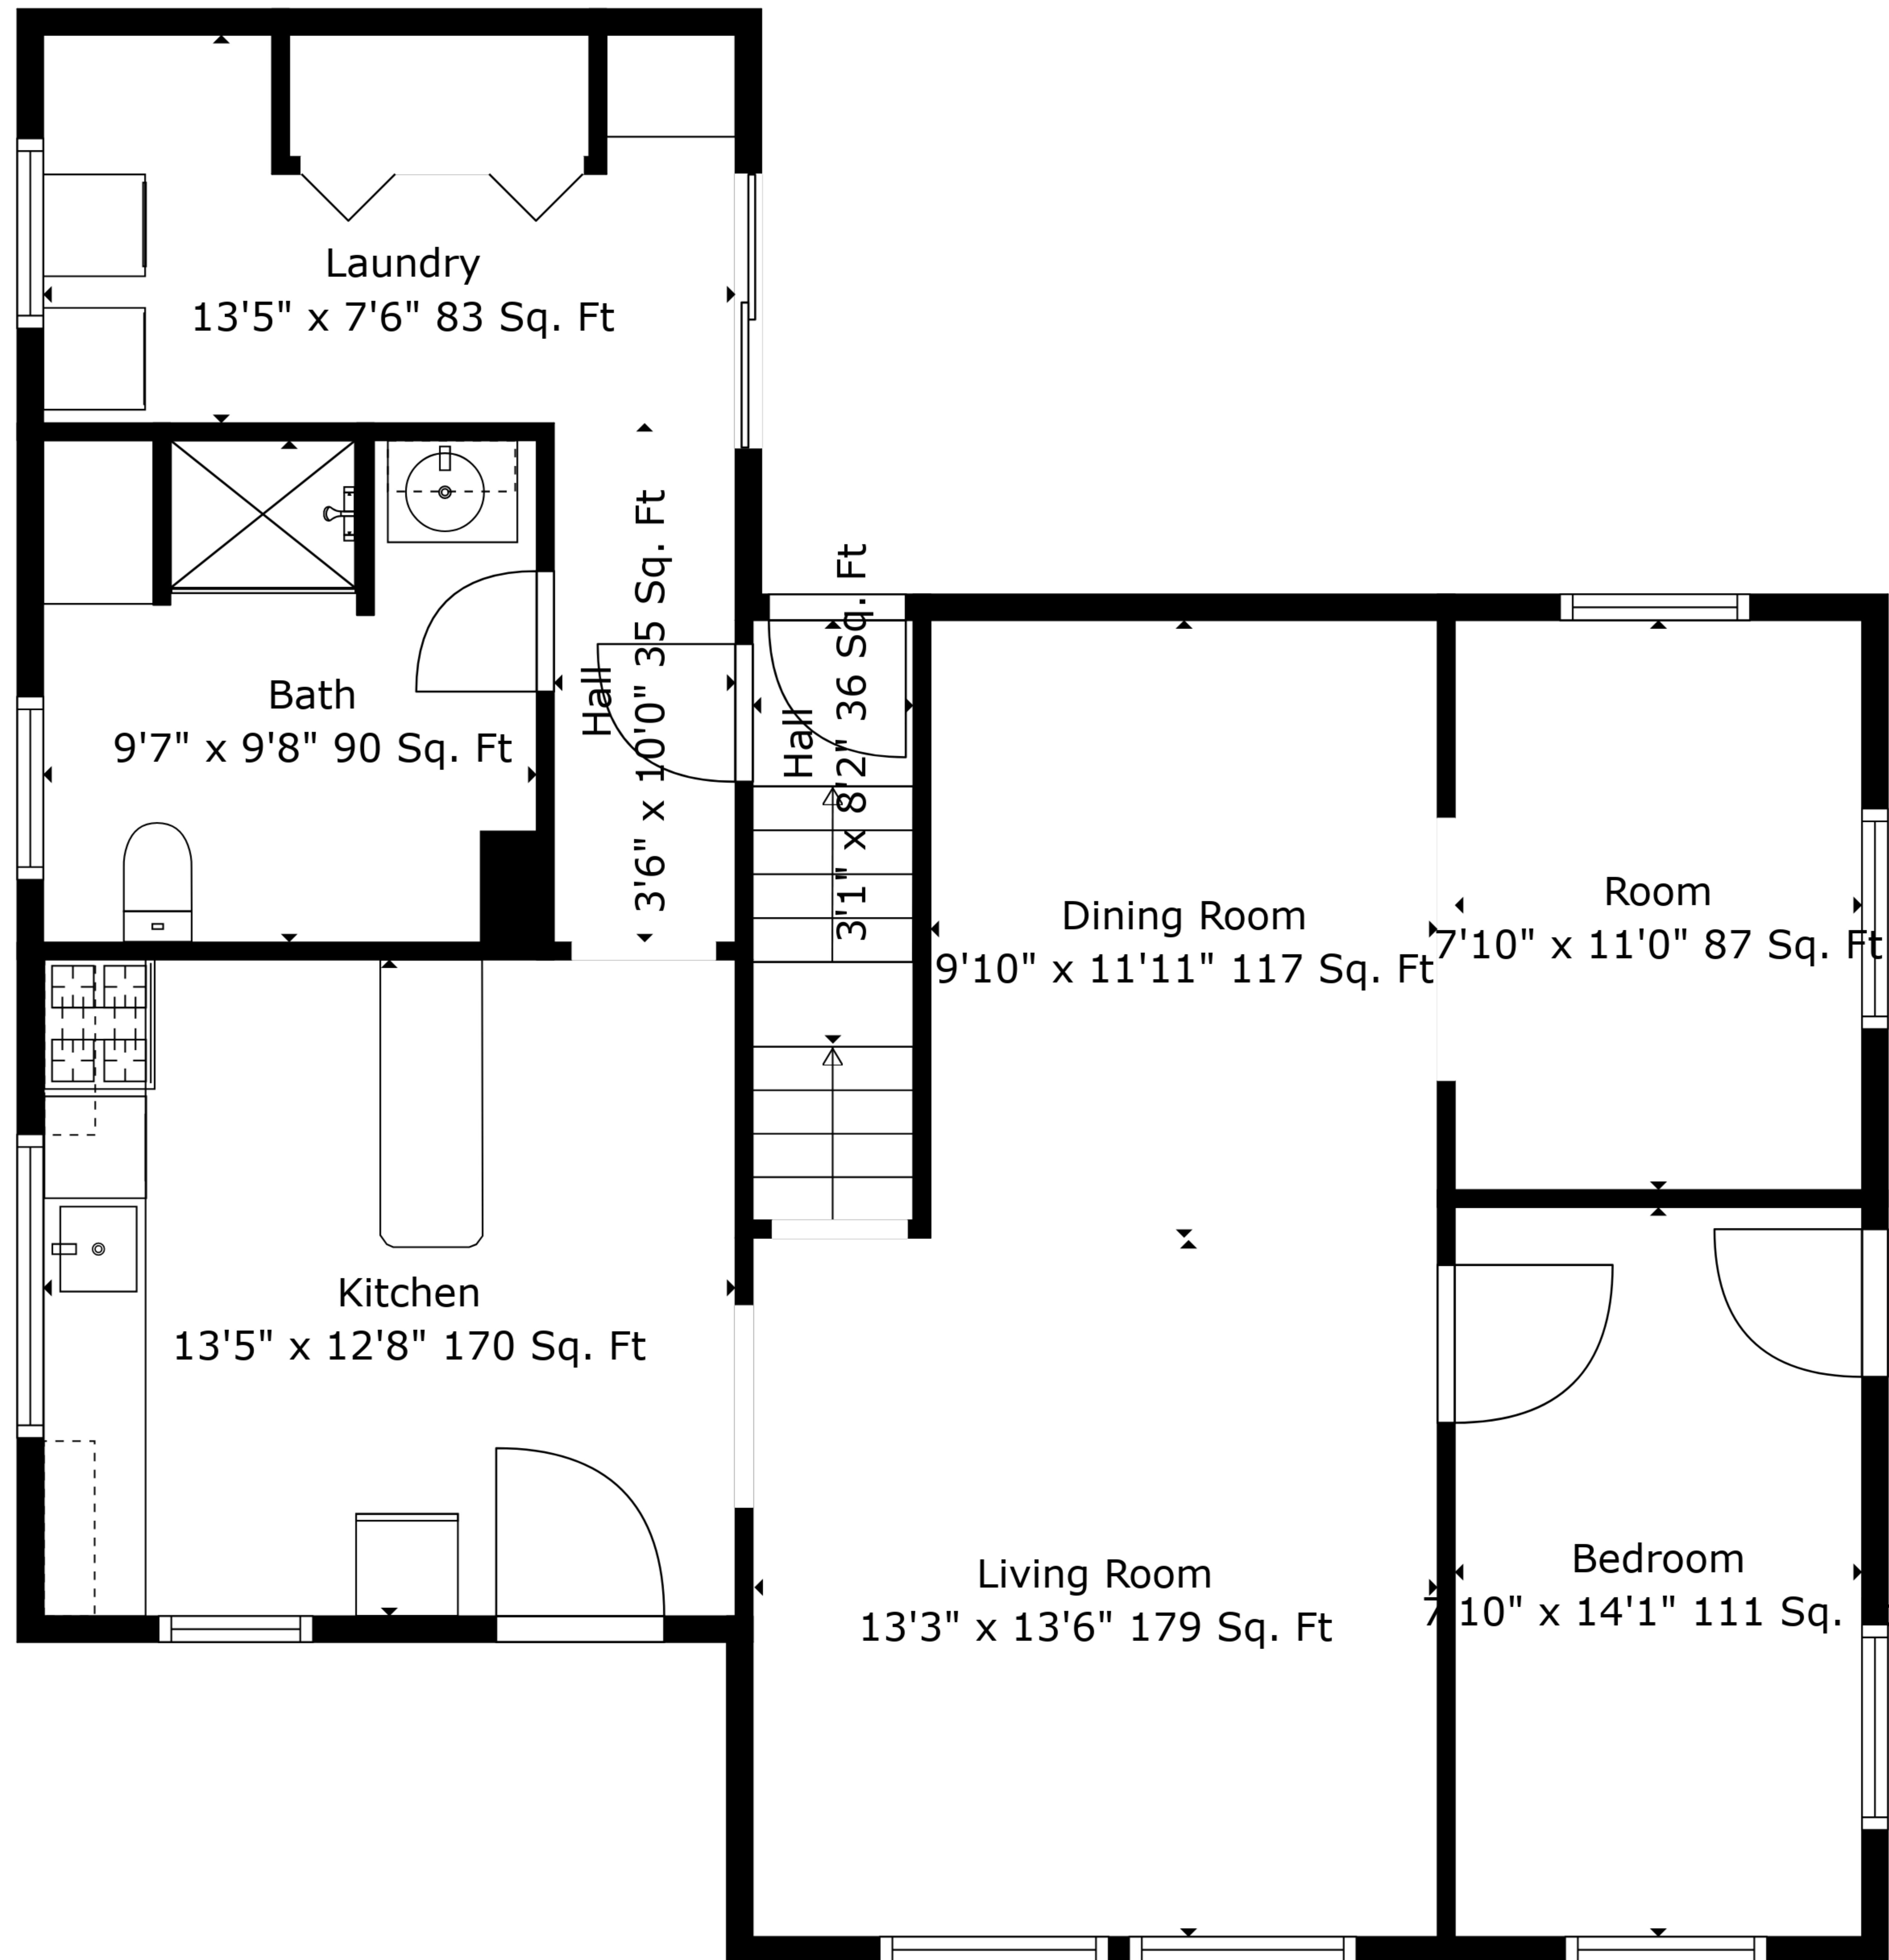 Laundry
13'5" x 7'6" 83 Sq. Ft
Bath
9'7" x 9'8" 90 Sq. Ft
Hall
3'6" x 10'0" 35 Sq. Ft
Hall
3'1" x 8'2" 36 Sq. Ft
Dining Room
9'10" x 11'11" 117 Sq. Ft
Room
7'10" x 11'0" 87 Sq. Ft
Kitchen
13'5" x 12'8" 170 Sq. Ft
Living Room
13'3" x 13'6" 179 Sq. Ft
Bedroom
7'10" x 14'1" 111 Sq.